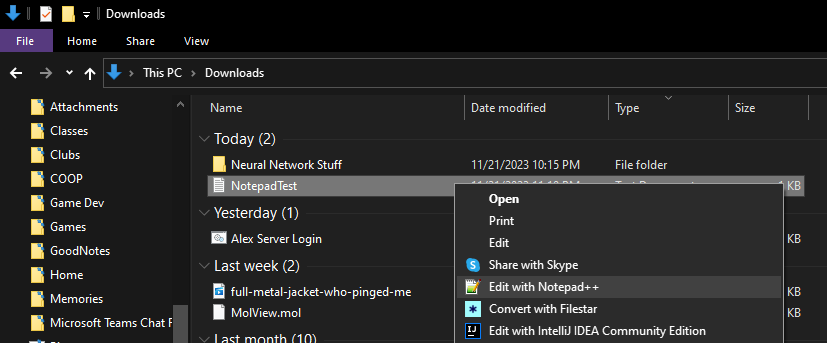 Downloads
File Home Share View
This PC > Downloads
Attachments
Classes
Clubs
COOP
Game Dev
Games
GoodNotes
Home
Memories
Microsoft Teams Chat F
Name Date modified Type Size
Today (2)
Neural Network Stuff 11/21/2023 10:15 PM File folder
NotepadTest KB
Yesterday (1)
Alex Server Login KB
Last week (2)
full-metal-jacket-who-pinged-me KB
MolView.mol KB
Last month (10)
Open
Print
Edit
Share with Skype
Edit with Notepad++
Convert with Filestar
IJ Edit with IntelliJ IDEA Community Edition